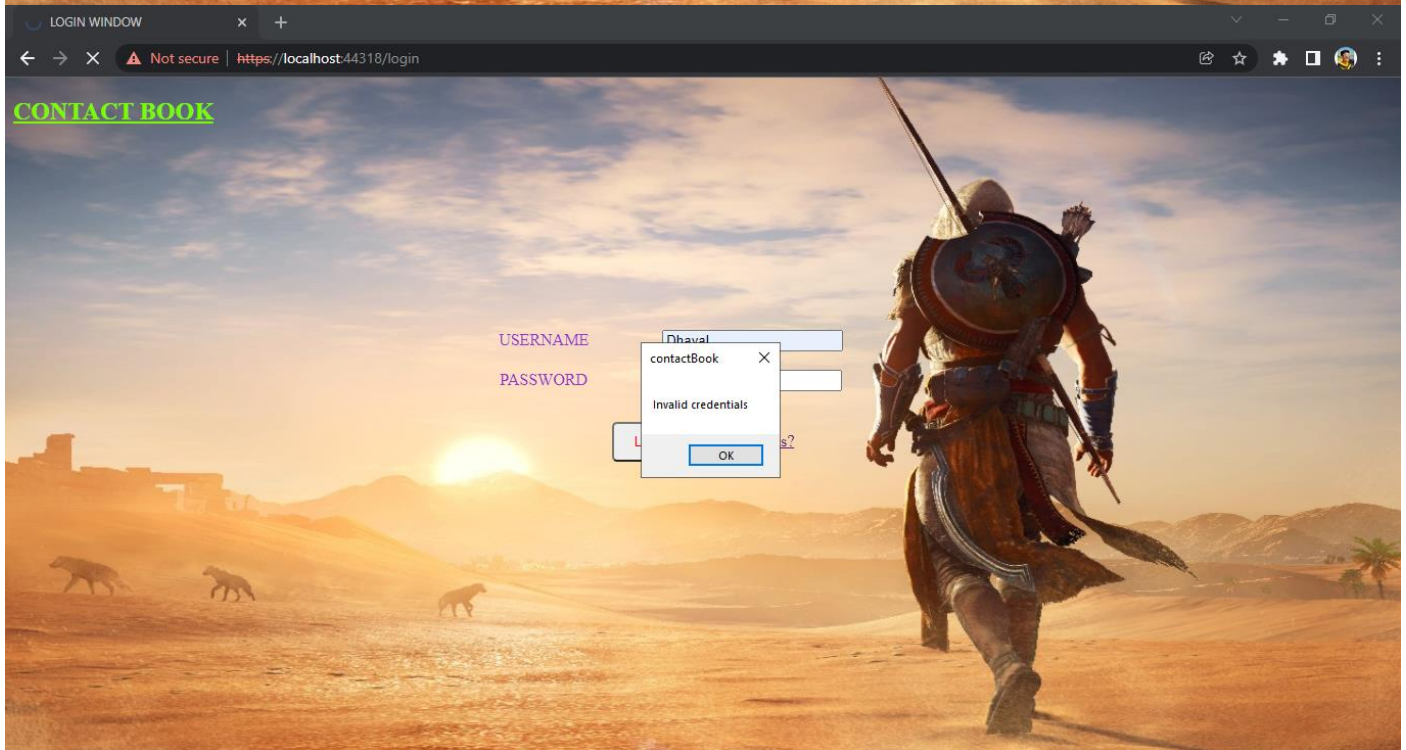 LOGIN WINDOW
Not secure | https://localhost:44318/login
CONTACT BOOK
USERNAME
Dhaval
PASSWORD
contactBook
Invalid credentials
OK